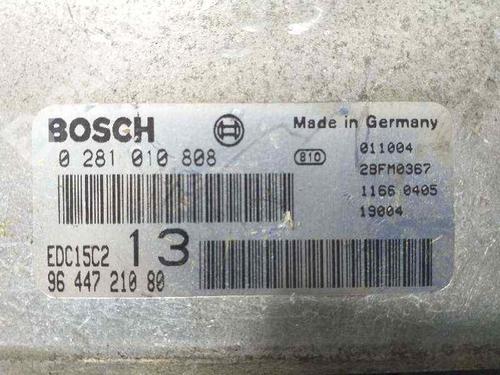 BOSCH
Made in Germany
0 281 010 808
810
011004
28FM0367
1166 0405
19004
EDC15C2 13
96 447 210 80